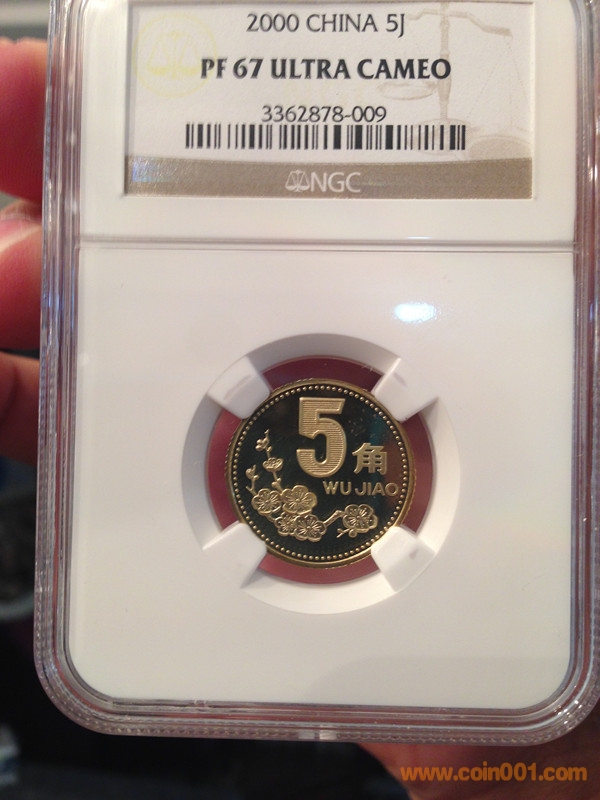 2000 CHINA 5J
PF 67 ULTRA CAMEO
3362878-009
NGC
5角
WU JIAO
www.coin001.com